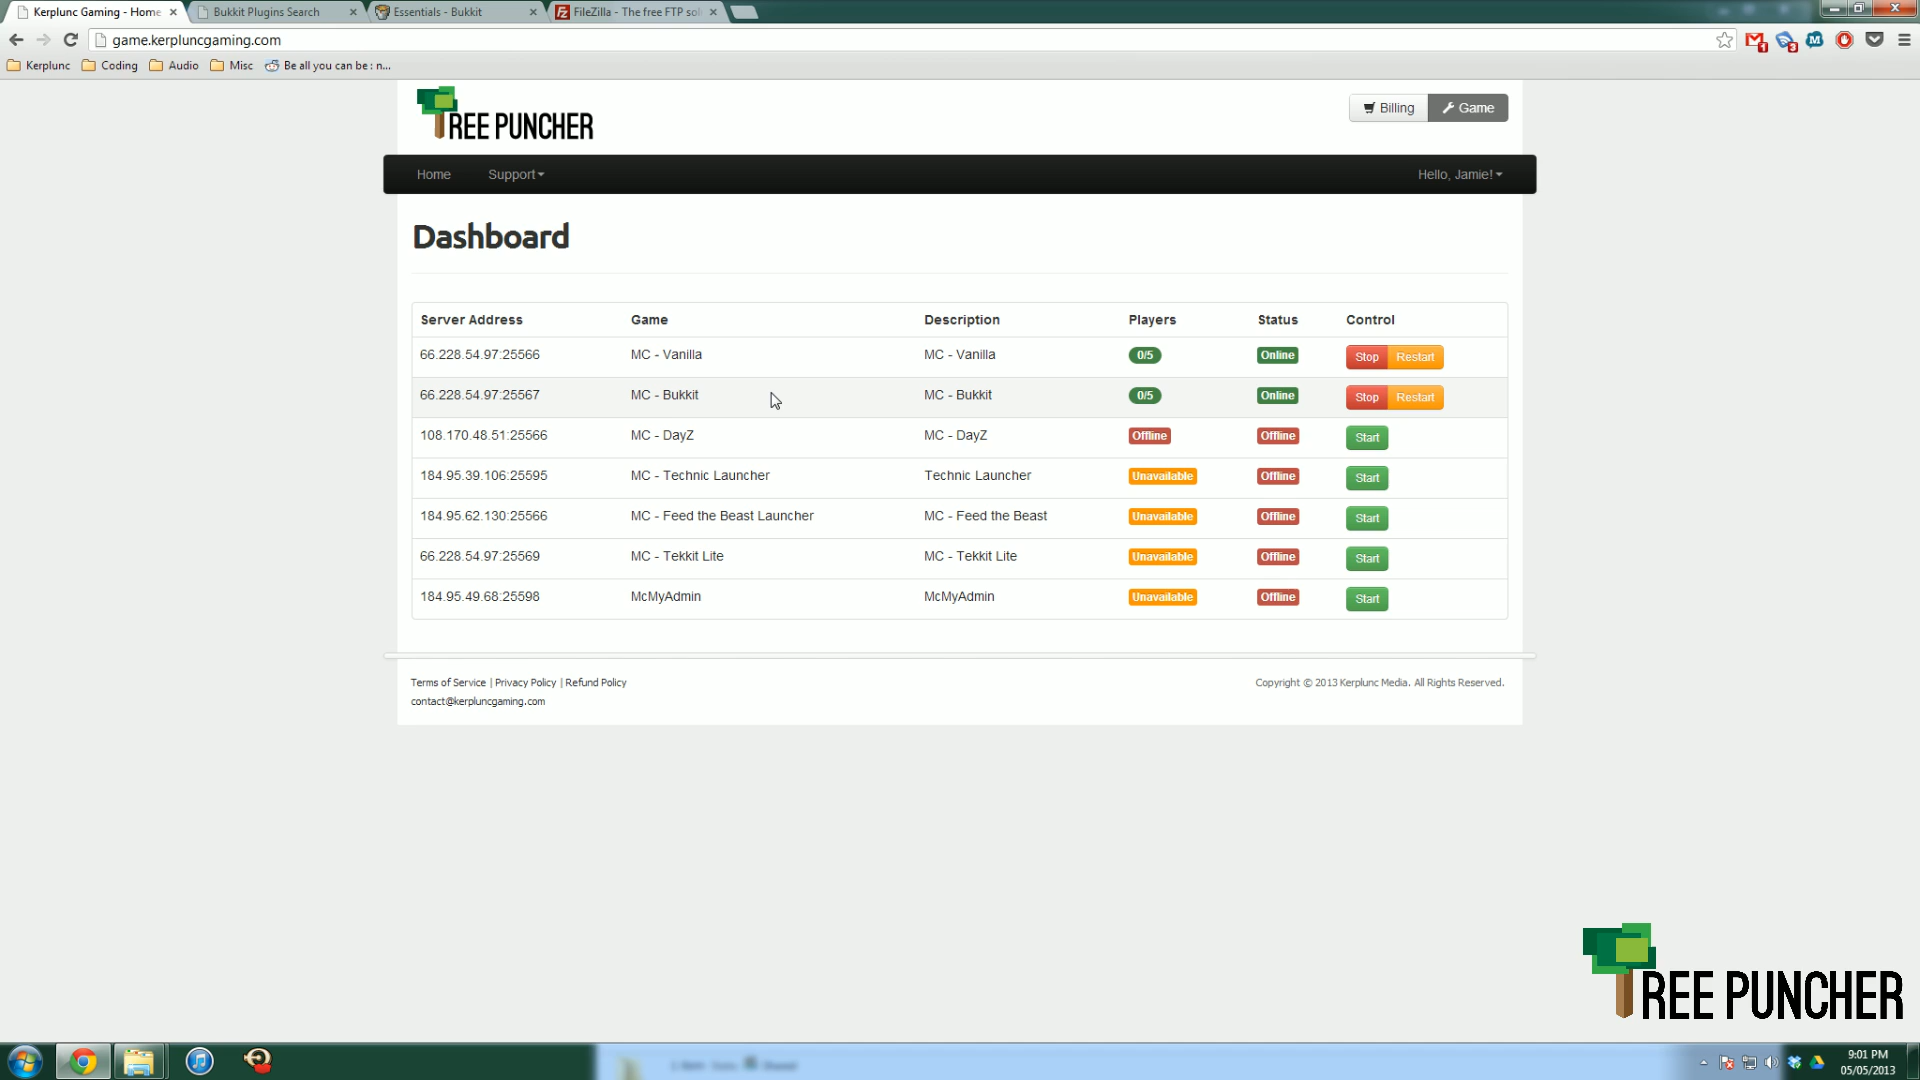 Kerplunc Gaming - Home
Bukkit Plugins Search
Essentials - Bukkit
FileZilla - The free FTP sol
game.kerpluncgaming.com
1
3
M
Kerplunc
Coding
Audio
Misc
Be all you can be : n...
REE PUNCHER
Billing
Game
Home
Support
Hello, Jamie!
Dashboard
Server Address Game Description Players Status Control
66.228.54.97:25566 MC - Vanilla MC - Vanilla 0/5 Online Stop Restart
66.228.54.97:25567 MC - Bukkit MC - Bukkit 0/5 Online Stop Restart
108.170.48.51:25566 MC - DayZ MC - DayZ Offline Offline Start
184.95.39.106:25595 MC - Technic Launcher Technic Launcher Unavailable Offline Start
184.95.62.130:25566 MC - Feed the Beast Launcher MC - Feed the Beast Unavailable Offline Start
66.228.54.97:25569 MC - Tekkit Lite MC - Tekkit Lite Unavailable Offline Start
184.95.49.68:25598 McMyAdmin McMyAdmin Unavailable Offline Start
Terms of Service | Privacy Policy | Refund Policy
contact@kerpluncgaming.com
Copyright © 2013 Kerplunc Media. All Rights Reserved.
REE PUNCHER
9:01 PM
05/05/2013